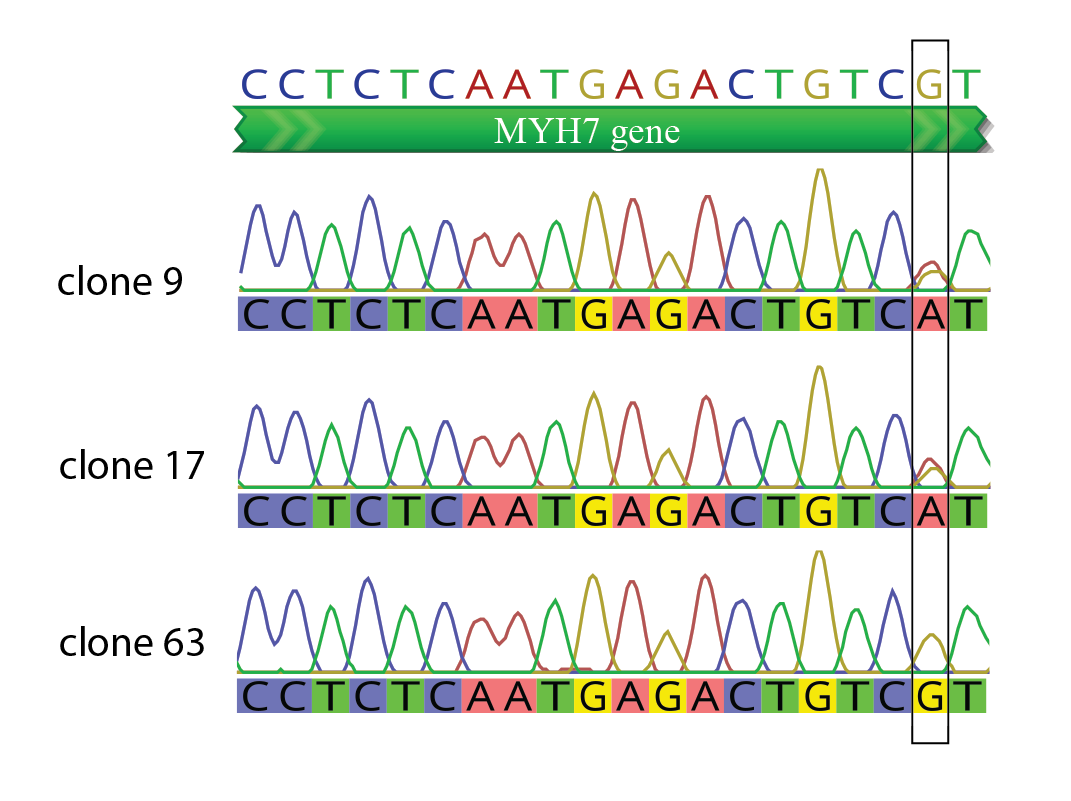 CCTCTCAATGAGACTGTCGT
MYH7 gene
clone 9
CCTCTCAATGAGACTGTCAT
clone 17
CCTCTCAATGAGACTGTCAT
clone 63
CCTCTCAATGAGACTGTCGT